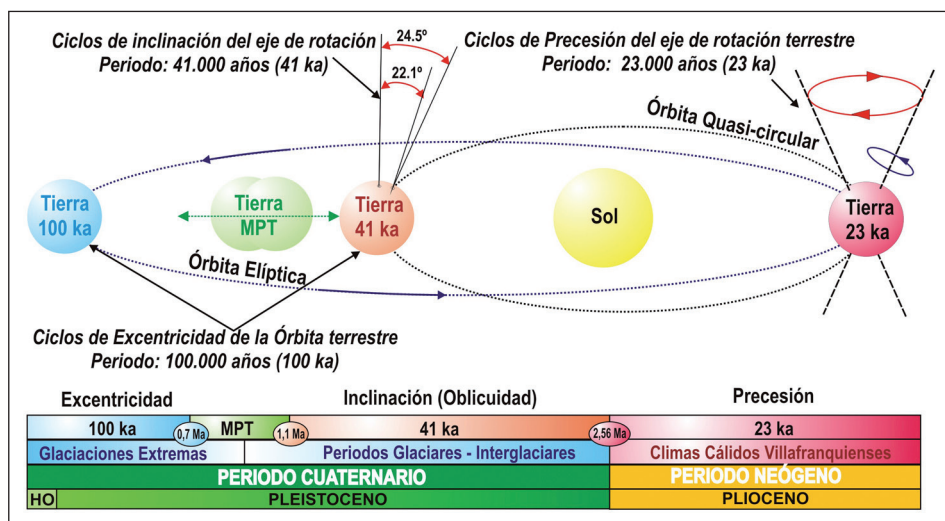 Ciclos de inclinación del eje de rotación
Periodo: 41.000 años (41 ka)
24.5º
22.1º
Ciclos de Precesión del eje de rotación terrestre
Periodo: 23.000 años (23 ka)
Órbita Quasi-circular
Tierra
100 ka
Tierra
MPT
Tierra
41 ka
Sol
Tierra
23 ka
Órbita Elíptica
Ciclos de Excentricidad de la Órbita terrestre
Periodo: 100.000 años (100 ka)
Excentricidad
Inclinación (Oblicuidad)
Precesión
100 ka
0,7 Ma
MPT
1,1 Ma
41 ka
2,56 Ma
23 ka
Glaciaciones Extremas
Periodos Glaciares - Interglaciares
Climas Cálidos Villafranquienses
PERIODO CUATERNARIO
PERIODO NEÓGENO
HO
PLEISTOCENO
PLIOCENO